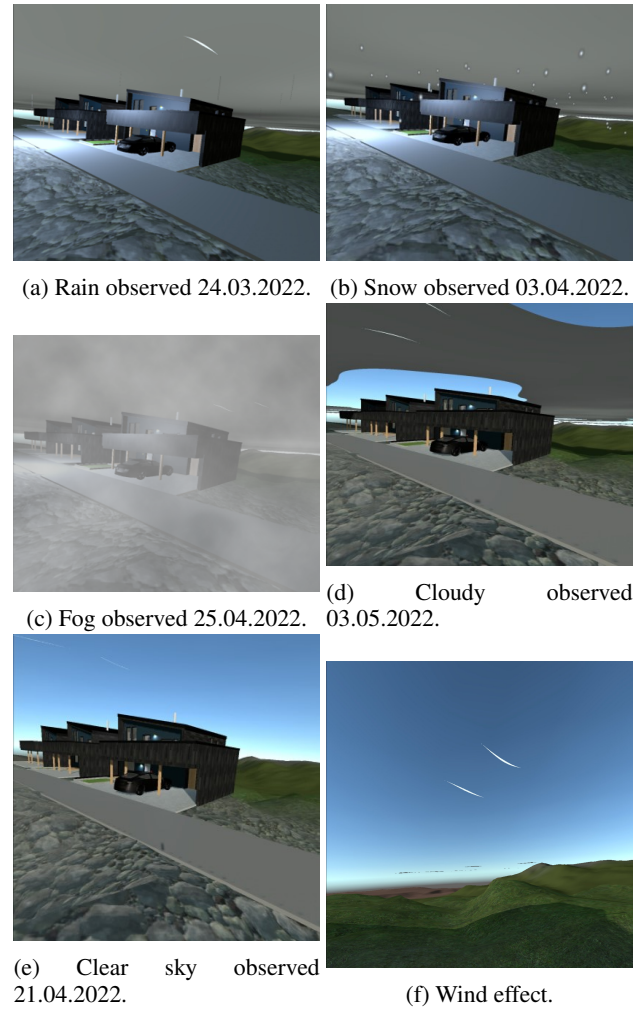 (a) Rain observed 24.03.2022.
(b) Snow observed 03.04.2022.
(c) Fog observed 25.04.2022.
(d) Cloudy observed
03.05.2022.
(e) Clear sky observed
21.04.2022.
(f) Wind effect.